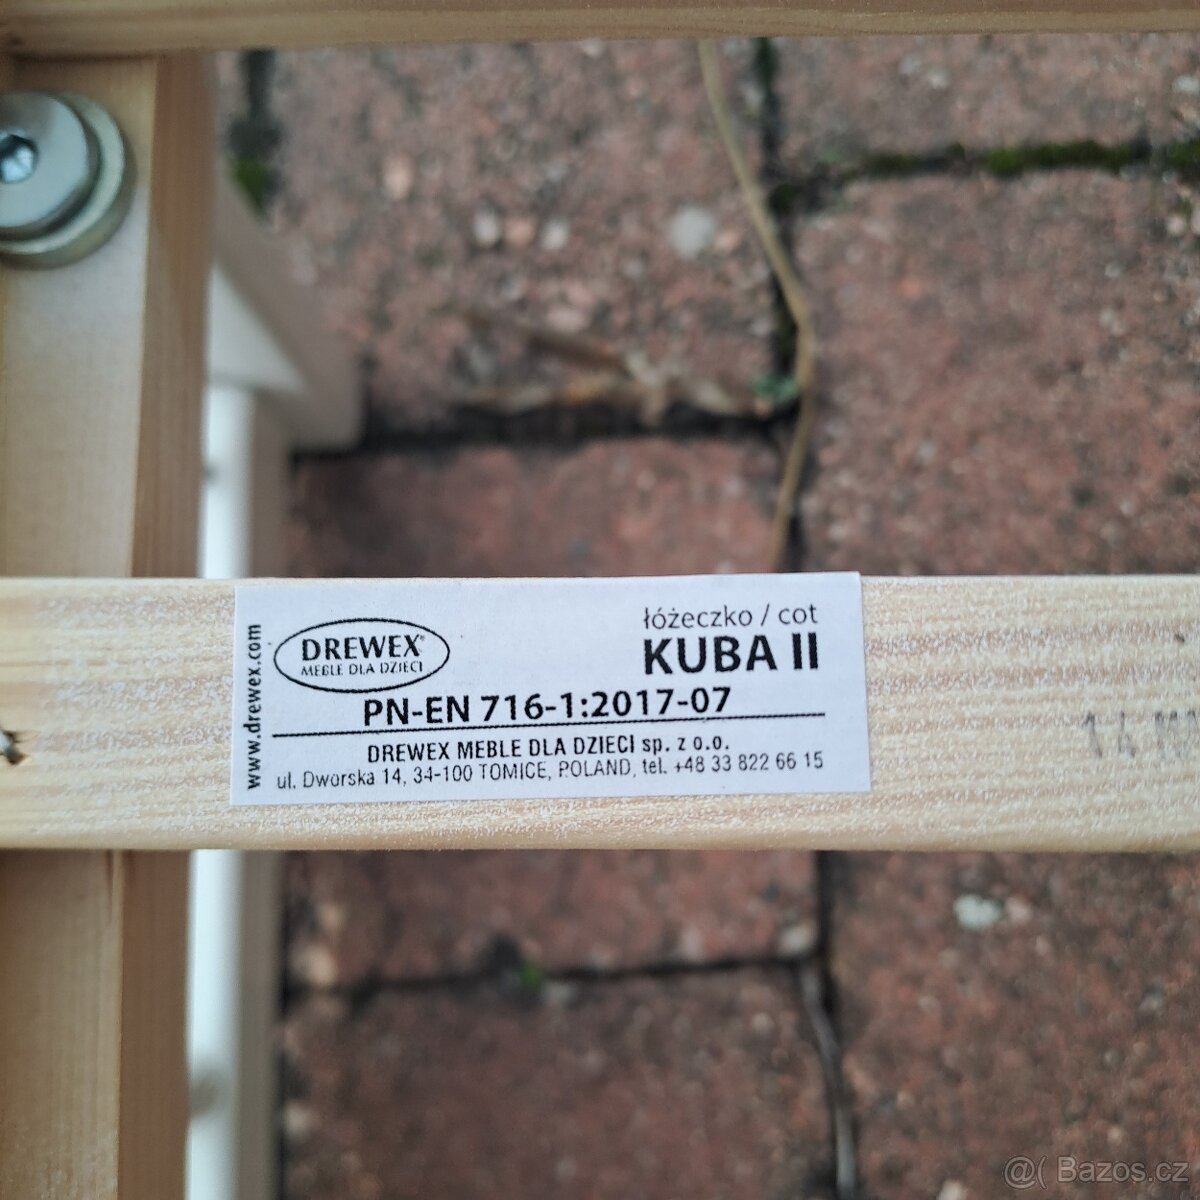 www.drewex.com
DREWEX®
MEBLE DLA DZIECI
łóżeczko / cot
KUBA II
PN-EN 716-1:2017-07
DREWEX MEBLE DLA DZIECI sp. z o.o.
ul. Dworska 14, 34-100 TOMICE, POLAND, tel. +48 33 822 66 15
14
@( Bazos.cz